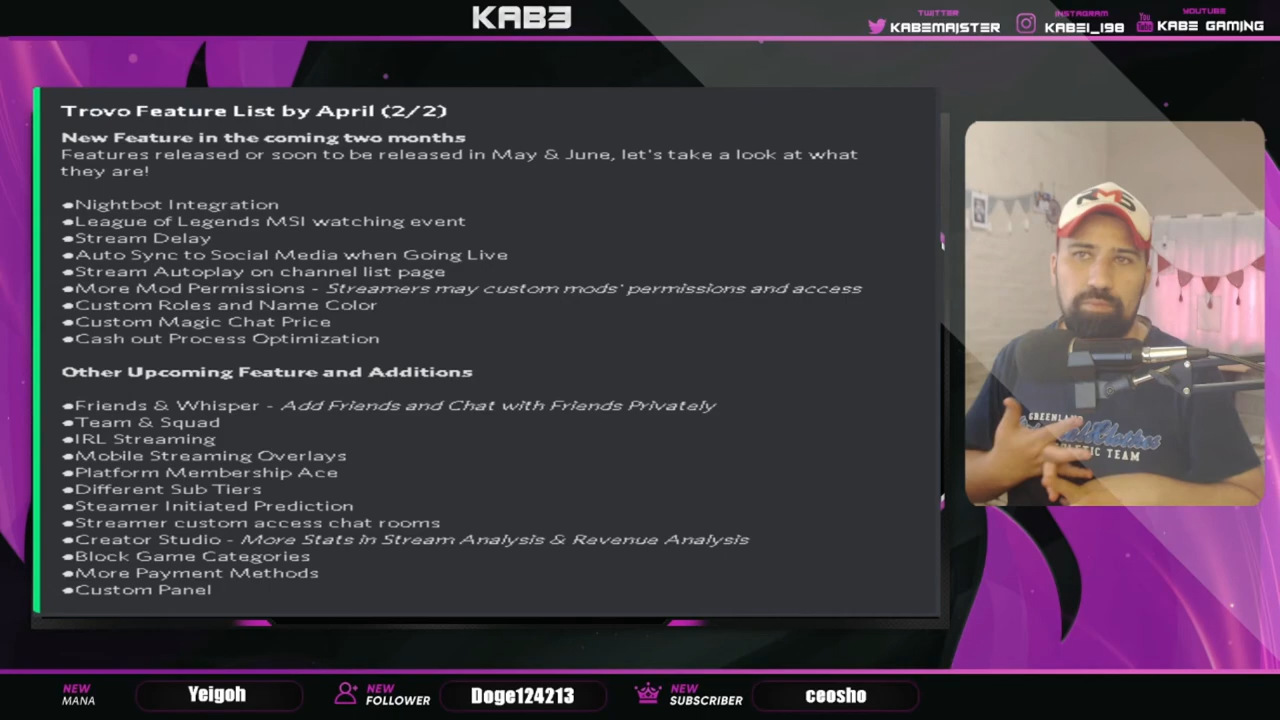 KAB3
TWITTER
KABEMAJSTER
INSTAGRAM
KABE1_198
YOUTUBE
KABE GAMING
Trovo Feature List by April (2/2)
New Feature in the coming two months
Features released or soon to be released in May & June, let's take a look at what
they are!
●Nightbot Integration
●League of Legends MSI watching event
●Stream Delay
●Auto Sync to Social Media when Going Live
●Stream Autoplay on channel list page
●More Mod Permissions - Streamers may custom mods' permissions and access
●Custom Roles and Name Color
●Custom Magic Chat Price
●Cash out Process Optimization
Other Upcoming Feature and Additions
●Friends & Whisper - Add Friends and Chat with Friends Privately
●Team & Squad
●IRL Streaming
●Mobile Streaming Overlays
●Platform Membership Ace
●Different Sub Tiers
●Steamer Initiated Prediction
●Streamer custom access chat rooms
●Creator Studio - More Stats in Stream Analysis & Revenue Analysis
●Block Game Categories
●More Payment Methods
●Custom Panel
GREENLAND
ATHLETIC TEAM
NEW
MANA
Yeigoh
NEW
FOLLOWER
Doge124213
NEW
SUBSCRIBER
ceosho